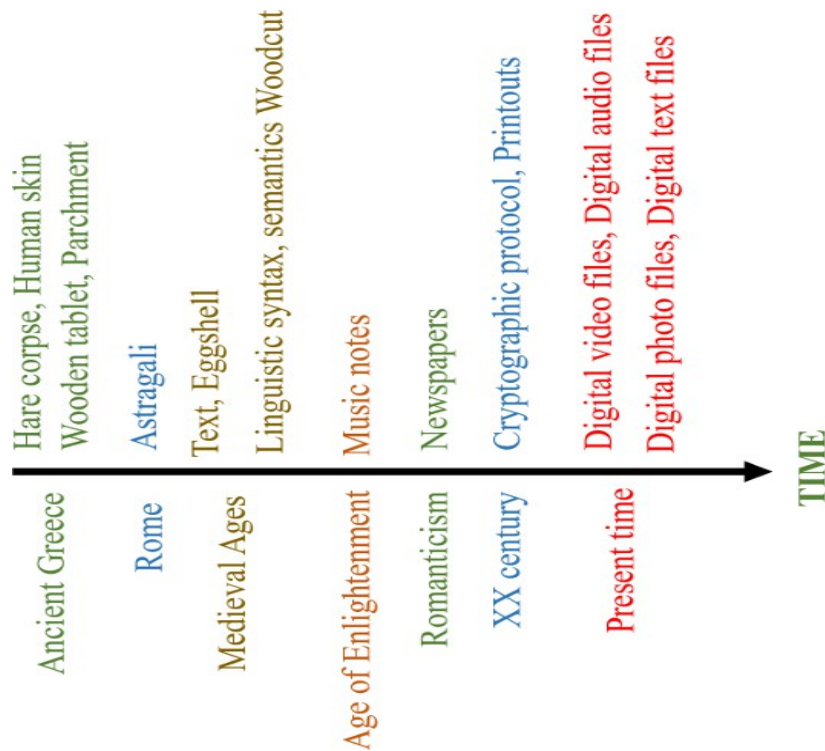 Ancient Greece
Hare corpse, Human skin
Wooden tablet, Parchment
Rome
Astragali
Medieval Ages
Text, Eggshell
Linguistic syntax, semantics Woodcut
Age of Enlightenment
Music notes
Romanticism
Newspapers
XX century
Cryptographic protocol, Printouts
Present time
Digital video files, Digital audio files
Digital photo files, Digital text files
TIME